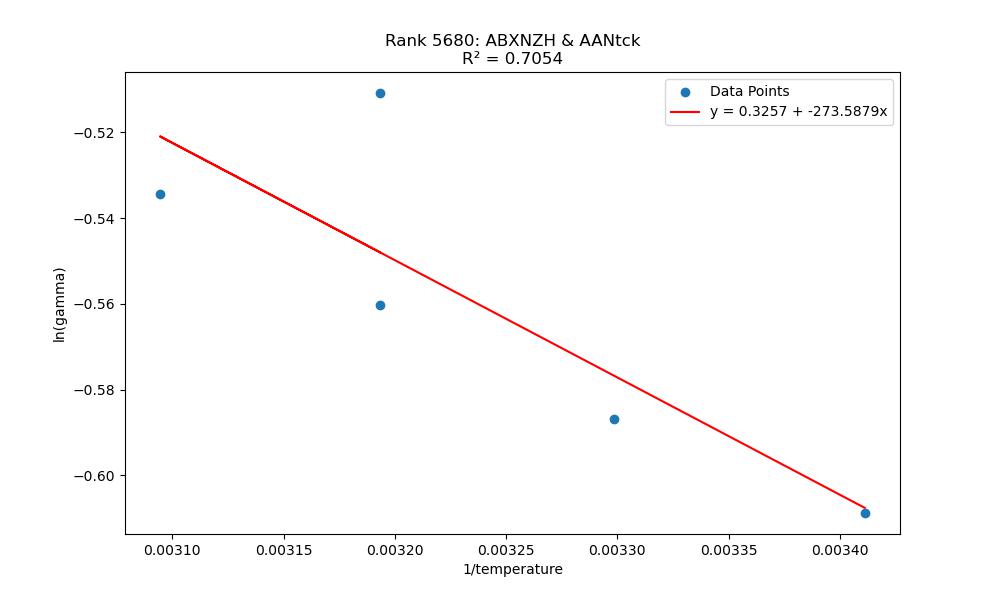 Rank 5680: ABXNZH & AANtck
R² = 0.7054
Data Points
y = 0.3257 + -273.5879x
−0.52
−0.54
−0.56
−0.58
−0.60
ln(gamma)
0.00310 0.00315 0.00320 0.00325 0.00330 0.00335 0.00340
1/temperature